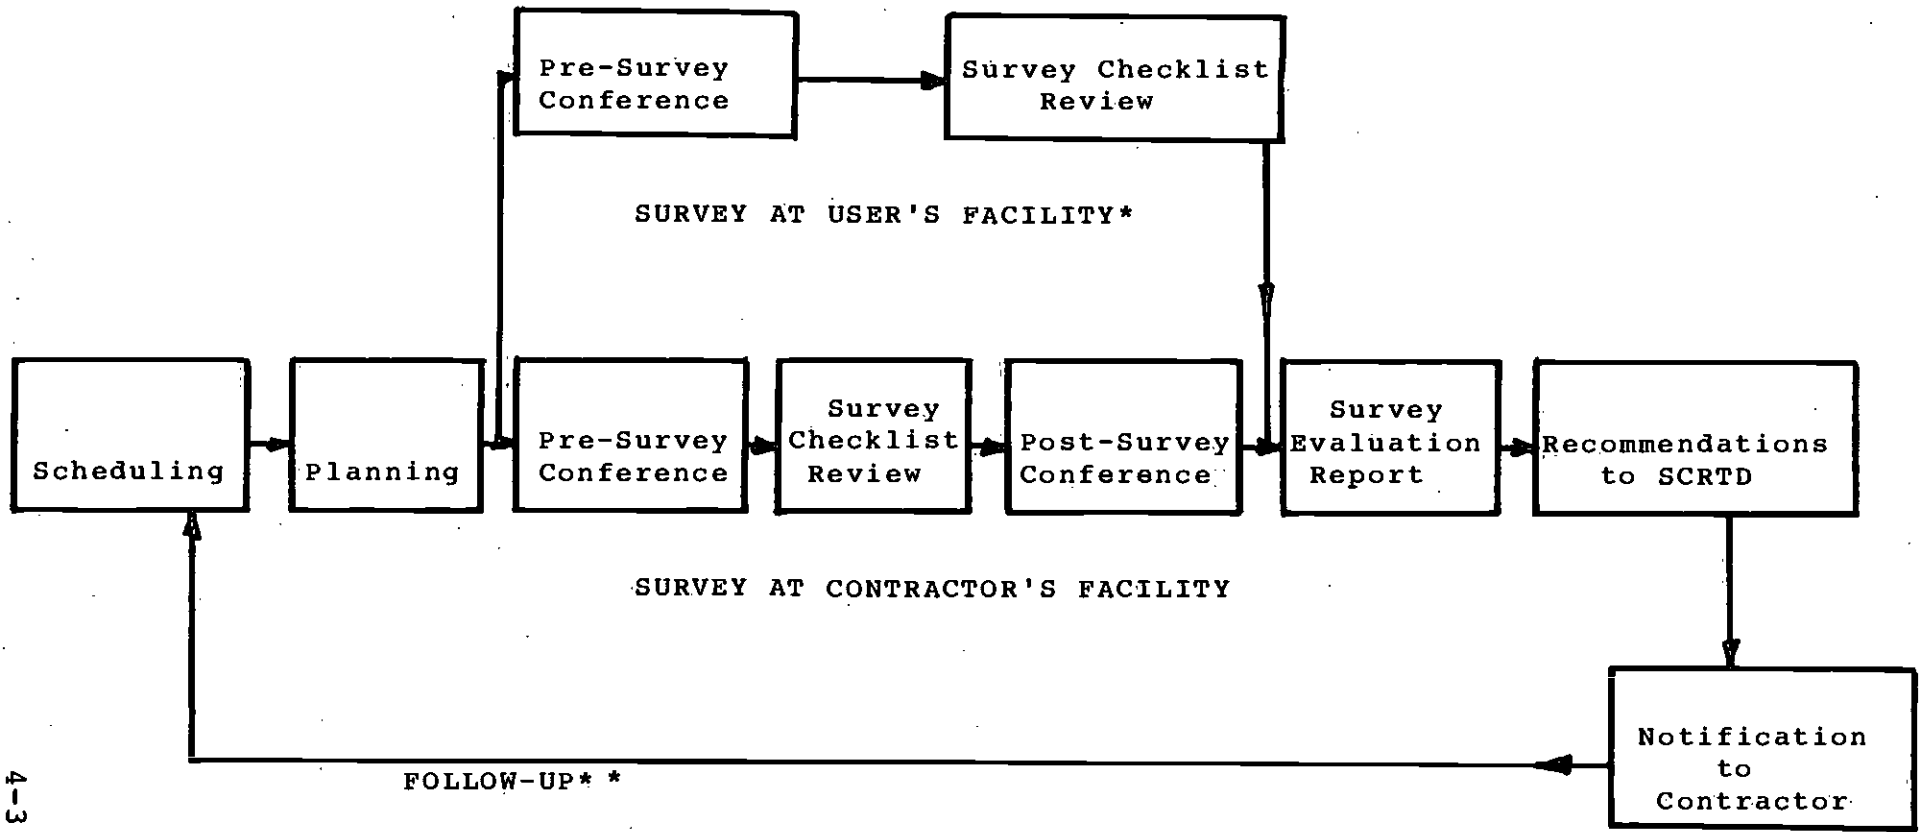 Pre-Survey
Conference
Survey Checklist
Review
SURVEY AT USER'S FACILITY*
Scheduling
Planning
Pre-Survey
Conference
Survey
Checklist
Review
Post-Survey
Conference
Survey
Evaluation
Report
Recommendations
to SCRTD
SURVEY AT CONTRACTOR'S FACILITY
Notification
to
Contractor
FOLLOW-UP* *
4-3